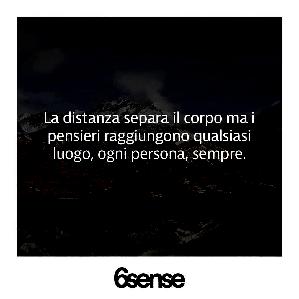 La distanza separa il corpo ma i
pensieri raggiungono qualsiasi
luogo, ogni persona, sempre.
6sense